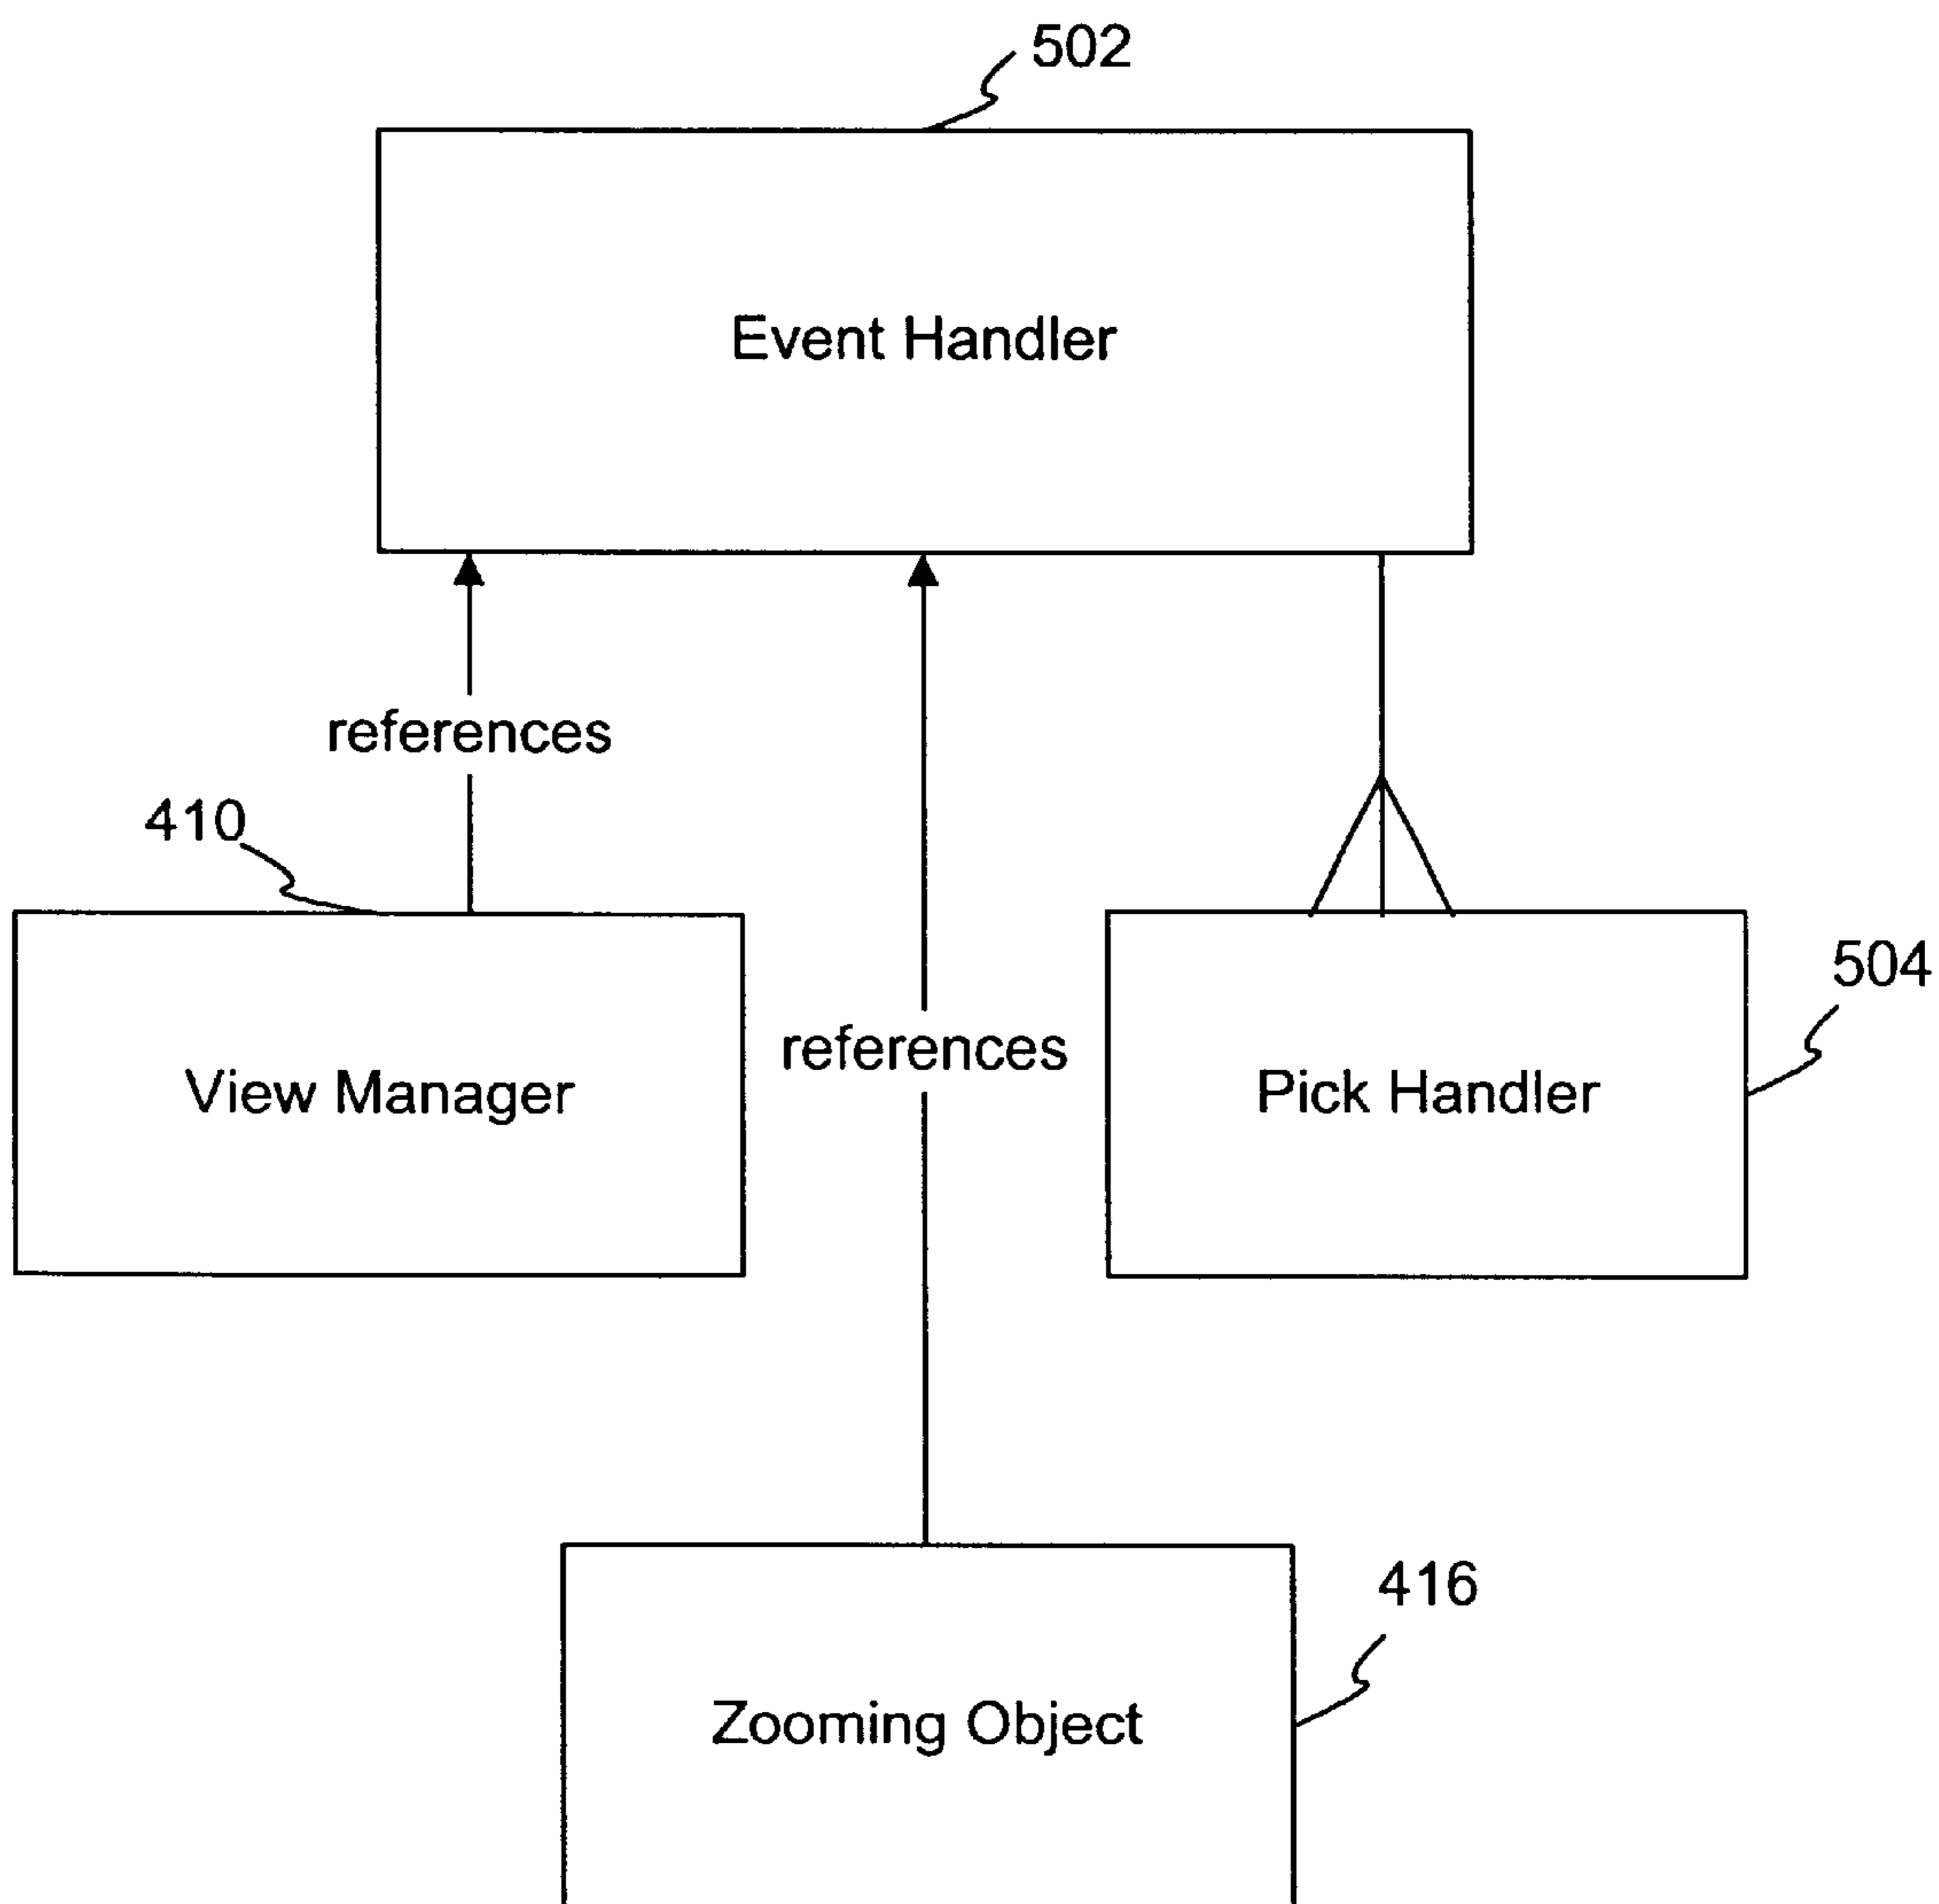 502
Event Handler
references
410
504
references
View Manager
Pick Handler
416
Zooming Object